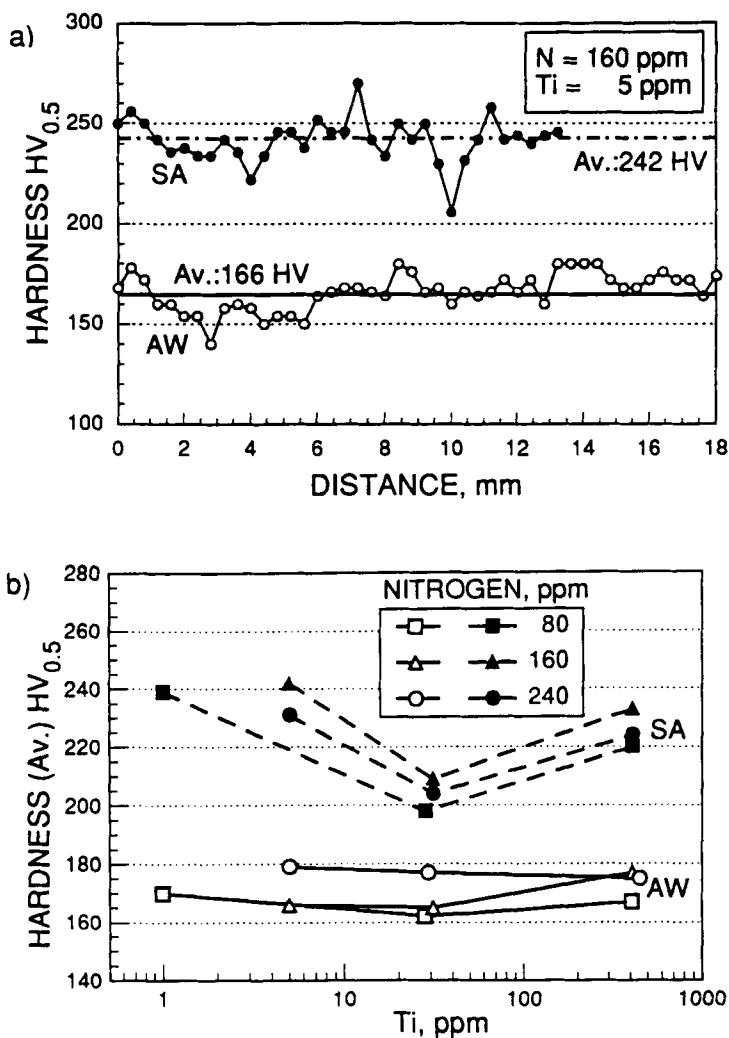 a)
300
250
200
150
100
HARDNESS HV0.5
N = 160 ppm
Ti = 5 ppm
SA
Av.:242 HV
Av.:166 HV
AW
0 2 4 6 8 10 12 14 16 18
DISTANCE, mm
b)
280
260
240
220
200
180
160
140
HARDNESS (Av.) HV0.5
NITROGEN, ppm
80
160
240
SA
AW
1 10 100 1000
Ti, ppm